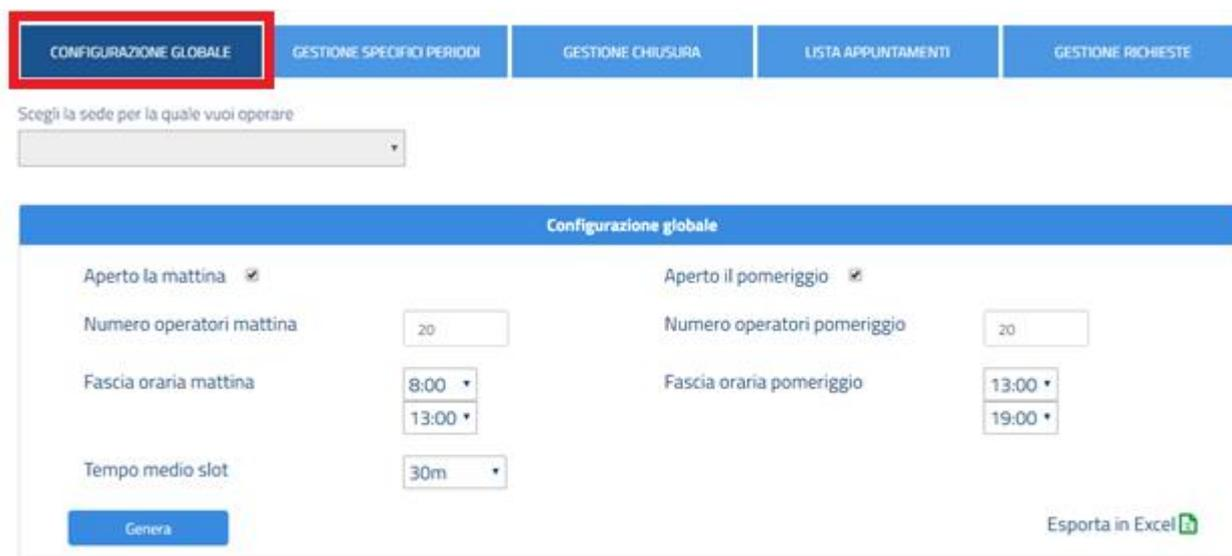 CONFIGURAZIONE GLOBALE GESTIONE SPECIFICI PERIODI GESTIONE CHIUSURA LISTA APPUNTAMENTI GESTIONE RICHIESTE
Scegli la sede per la quale vuoi operare
Configurazione globale
Aperto la mattina Aperto il pomeriggio
Numero operatori mattina 20 Numero operatori pomeriggio 20
Fascia oraria mattina 8:00 Fascia oraria pomeriggio 13:00
13:00 19:00
Tempo medio slot 30m
Genera Esporta in Excel